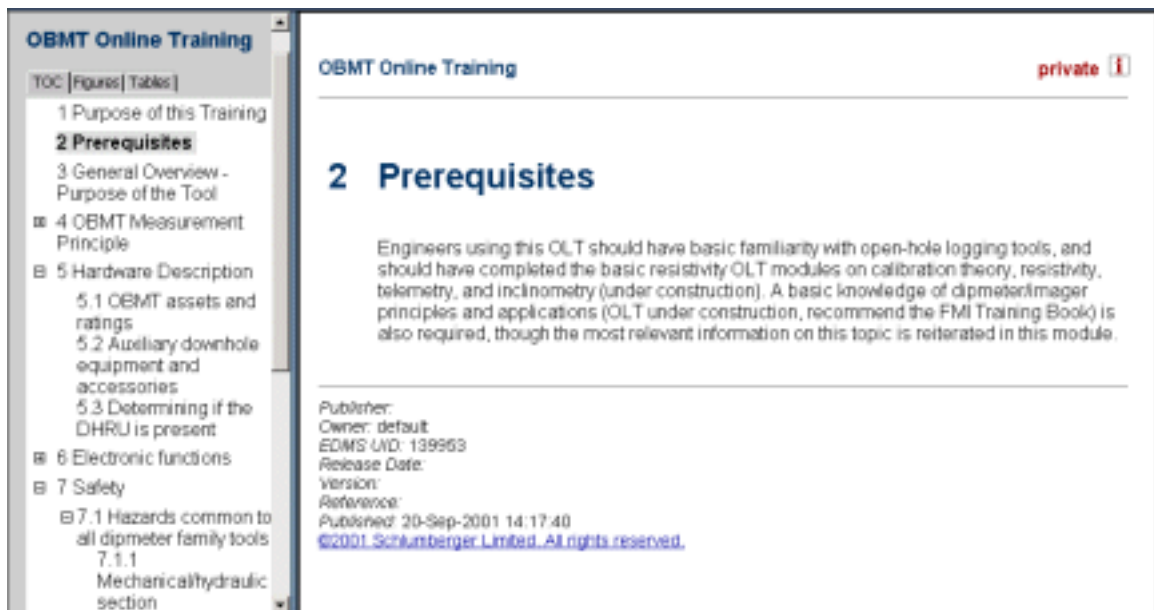 OBMT Online Training
TOC |Figures| Tables|
1 Purpose of this Training
2 Prerequisites
3 General Overview -
Purpose of the Tool
4 OBMT Measurement
Principle
5 Hardware Description
5.1 OBMT assets and
ratings
5.2 Auxiliary downhole
equipment and
accessories
5.3 Determining if the
DHRU is present
6 Electronic functions
7 Safety
7.1 Hazards common to
all dipmeter family tools
7.1.1
Mechanical/hydraulic
section
OBMT Online Training
private i
2 Prerequisites
Engineers using this OLT should have basic familiarity with open-hole logging tools, and
should have completed the basic resistivity OLT modules on calibration theory, resistivity,
telemetry, and inclinometry (under construction). A basic knowledge of dipmeter/imager
principles and applications (OLT under construction, recommend the FMI Training Book) is
also required, though the most relevant information on this topic is reiterated in this module.
Publisher:
Owner: default
EDMS UID: 139953
Release Date:
Version:
Reference:
Published: 20-Sep-2001 14:17:40
©2001 Schlumberger Limited. All rights reserved.